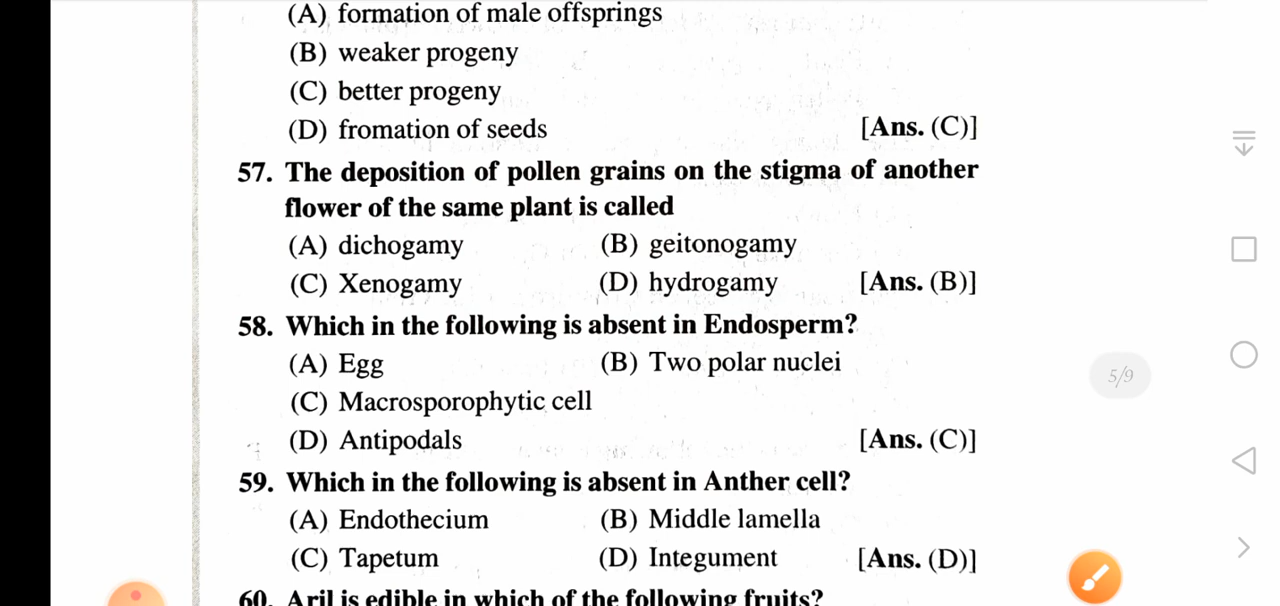 (A) formation of male offsprings
(B) weaker progeny
(C) better progeny
(D) fromation of seeds [Ans. (C)]
57. The deposition of pollen grains on the stigma of another
flower of the same plant is called
(A) dichogamy (B) geitonogamy
(C) Xenogamy (D) hydrogamy [Ans. (B)]
58. Which in the following is absent in Endosperm?
(A) Egg (B) Two polar nuclei
(C) Macrosporophytic cell
5/9
(D) Antipodals [Ans. (C)]
59. Which in the following is absent in Anther cell?
(A) Endothecium (B) Middle lamella
(C) Tapetum (D) Integument [Ans. (D)]
60. Aril is edible in which of the following fruits?